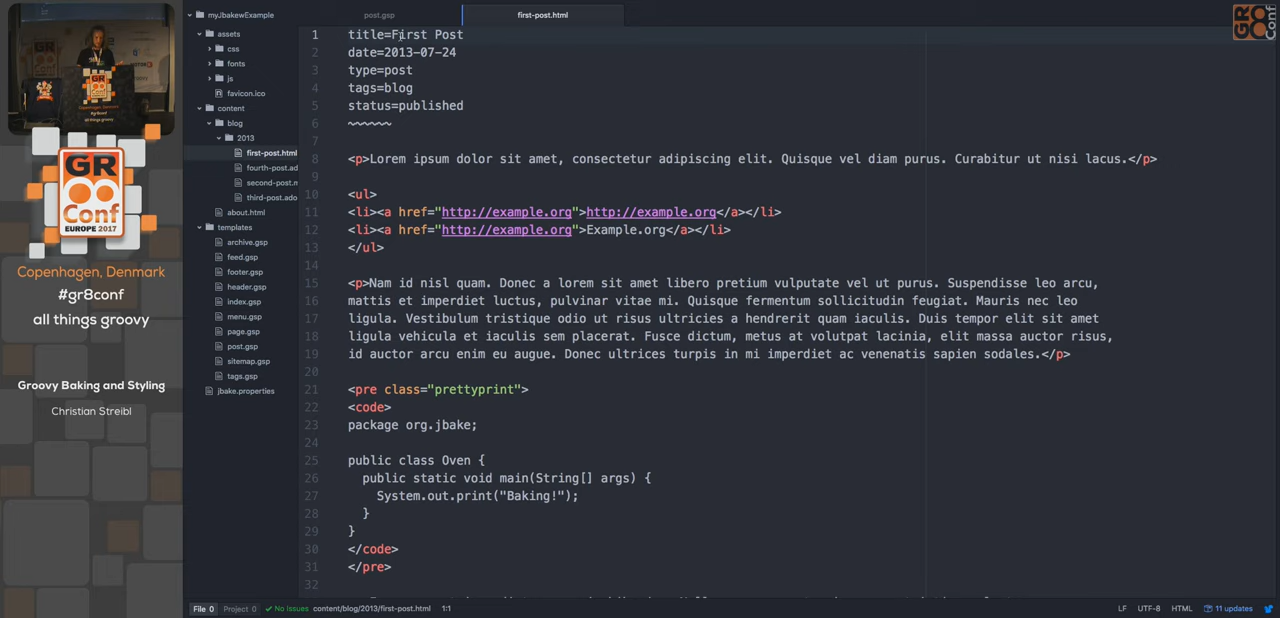 GR
Conf
EUROPE 2017
Copenhagen, Denmark
#gr8conf
all things groovy
Groovy Baking and Styling
Christian Streibl
myJbakewExample
assets
css
fonts
js
favicon.ico
content
blog
2013
first-post.html
fourth-post.ad
second-post.m
third-post.ado
about.html
templates
archive.gsp
feed.gsp
footer.gsp
header.gsp
index.gsp
menu.gsp
page.gsp
post.gsp
sitemap.gsp
tags.gsp
jbake.properties
post.gsp
first-post.html
1 title=First Post
2 date=2013-07-24
3 type=post
4 tags=blog
5 status=published
6 ~~~~~~
7
8 <p>Lorem ipsum dolor sit amet, consectetur adipiscing elit. Quisque vel diam purus. Curabitur ut nisi lacus.</p>
9
10 <ul>
11 <li><a href="http://example.org">http://example.org</a></li>
12 <li><a href="http://example.org">Example.org</a></li>
13 </ul>
14
15 <p>Nam id nisl quam. Donec a lorem sit amet libero pretium vulputate vel ut purus. Suspendisse leo arcu,
16 mattis et imperdiet luctus, pulvinar vitae mi. Quisque fermentum sollicitudin feugiat. Mauris nec leo
17 ligula. Vestibulum tristique odio ut risus ultricies a hendrerit quam iaculis. Duis tempor elit sit amet
18 ligula vehicula et iaculis sem placerat. Fusce dictum, metus at volutpat lacinia, elit massa auctor risus,
19 id auctor arcu enim eu augue. Donec ultrices turpis in mi imperdiet ac venenatis sapien sodales.</p>
20
21 <pre class="prettyprint">
22 <code>
23 package org.jbake;
24
25 public class Oven {
26 public static void main(String[] args) {
27 System.out.print("Baking!");
28 }
29 }
30 </code>
31 </pre>
32
File 0 Project 0 No Issues content/blog/2013/first-post.html 1:1
LF UTF-8 HTML 11 updates
GR
Conf